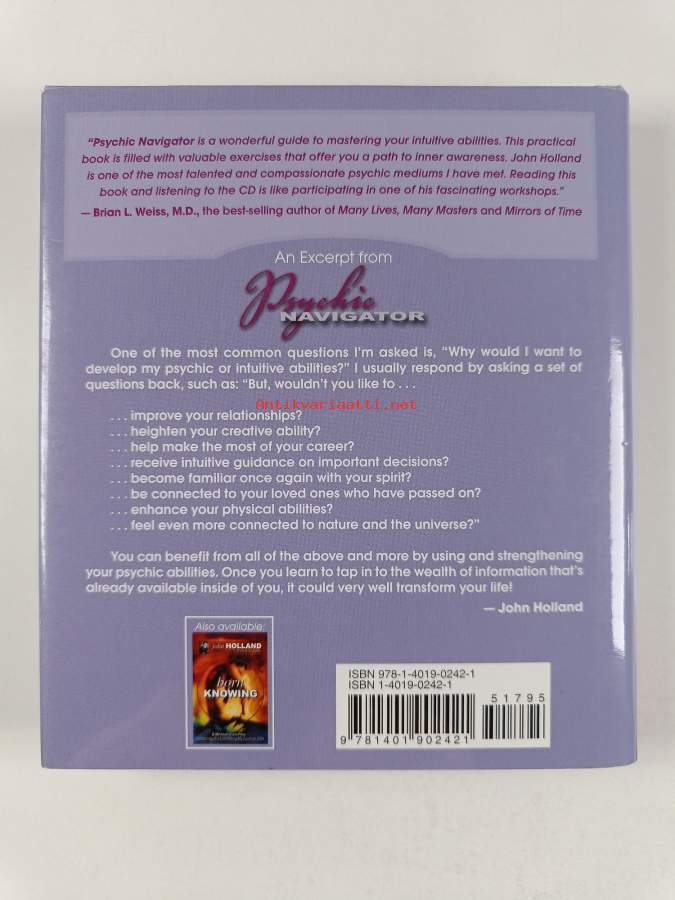 "Psychic Navigator is a wonderful guide to mastering your intuitive abilities. This practical
book is filled with valuable exercises that offer you a path to inner awareness. John Holland
is one of the most talented and compassionate psychic mediums I have met. Reading this
book and listening to the CD is like participating in one of his fascinating workshops."
— Brian L. Weiss, M.D., the best-selling author of Many Lives, Many Masters and Mirrors of Time
An Excerpt from
Psychic
NAVIGATOR
One of the most common questions I'm asked is, "Why would I want to
develop my psychic or intuitive abilities?" I usually respond by asking a set of
questions back, such as: "But, wouldn't you like to . . .
Antikvariaatti.net
. . . improve your relationships?
. . . heighten your creative ability?
. . . help make the most of your career?
. . . receive intuitive guidance on important decisions?
. . . become familiar once again with your spirit?
. . . be connected to your loved ones who have passed on?
. . . enhance your physical abilities?
. . . feel even more connected to nature and the universe?"
You can benefit from all of the above and more by using and strengthening
your psychic abilities. Once you learn to tap in to the wealth of information that's
already available inside of you, it could very well transform your life!
— John Holland
Also available:
John HOLLAND
born
KNOWING
ISBN 978-1-4019-0242-1
ISBN 1-4019-0242-1
51795
9 781401 902421